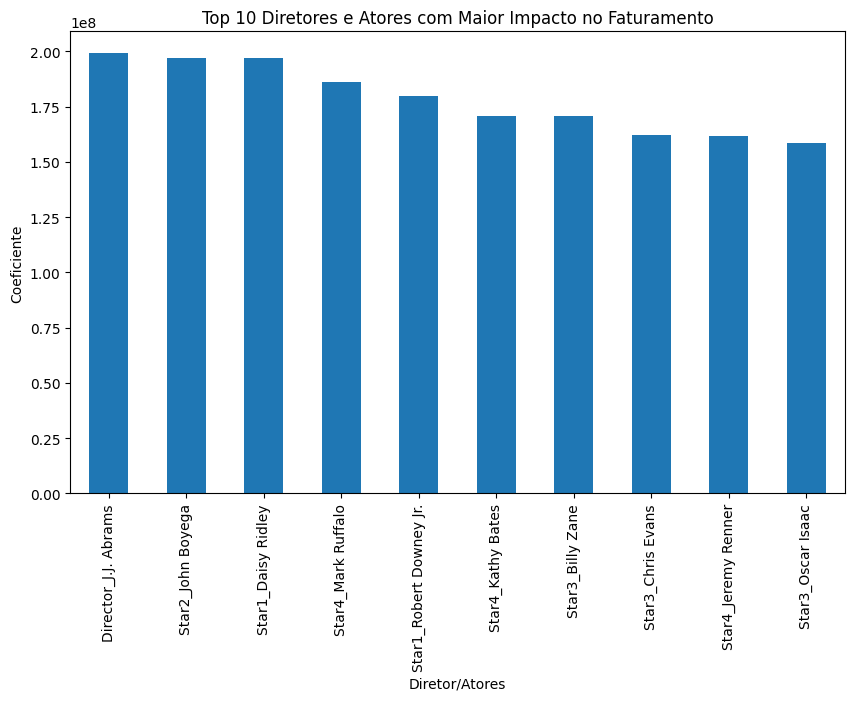 Top 10 Diretores e Atores com Maior Impacto no Faturamento
1e8
2.00
1.75
1.50
1.25
1.00
0.75
0.50
0.25
0.00
Coeficiente
Director_J.J. Abrams
Star2_John Boyega
Star1_Daisy Ridley
Star4_Mark Ruffalo
Star1_Robert Downey Jr.
Star4_Kathy Bates
Star3_Billy Zane
Star3_Chris Evans
Star4_Jeremy Renner
Star3_Oscar Isaac
Diretor/Atores